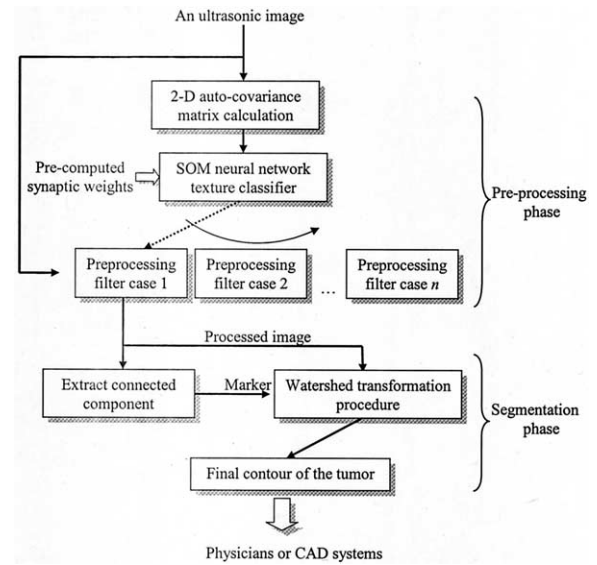 An ultrasonic image
2-D auto-covariance
matrix calculation
Pre-computed
synaptic weights
SOM neural network
texture classifier
Pre-processing
phase
Preprocessing
filter case 1
Preprocessing
filter case 2
...
Preprocessing
filter case n
Processed image
Extract connected
component
Marker
Watershed transformation
procedure
Segmentation
phase
Final contour of the tumor
Physicians or CAD systems